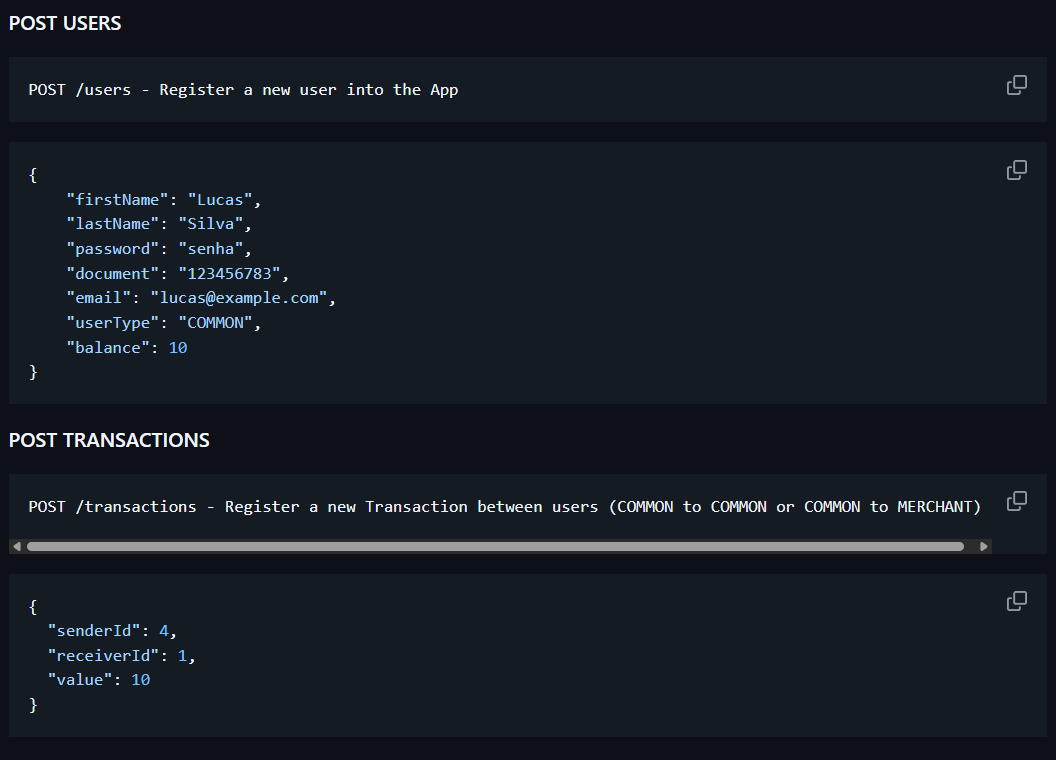 POST USERS
POST /users - Register a new user into the App
{
    "firstName": "Lucas",
    "lastName": "Silva",
    "password": "senha",
    "document": "123456783",
    "email": "lucas@example.com",
    "userType": "COMMON",
    "balance": 10
}
POST TRANSACTIONS
POST /transactions - Register a new Transaction between users (COMMON to COMMON or COMMON to MERCHANT)
{
  "senderId": 4,
  "receiverId": 1,
  "value": 10
}